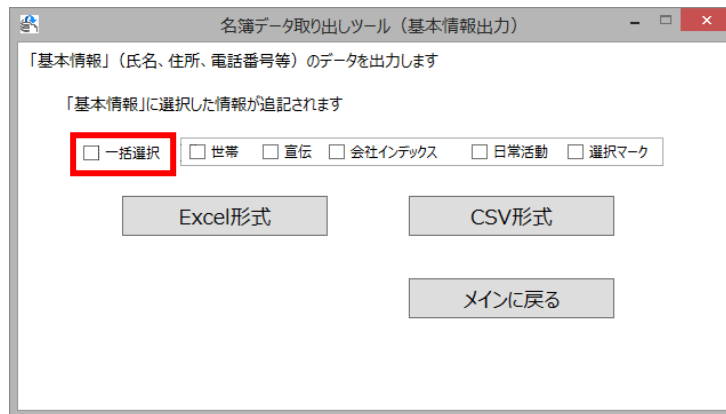 名簿データ取り出しツール（基本情報出力）
「基本情報」（氏名、住所、電話番号等）のデータを出力します
「基本情報」に選択した情報が追記されます
一括選択 世帯 宣伝 会社インデックス 日常活動 選択マーク
Excel形式 CSV形式
メインに戻る